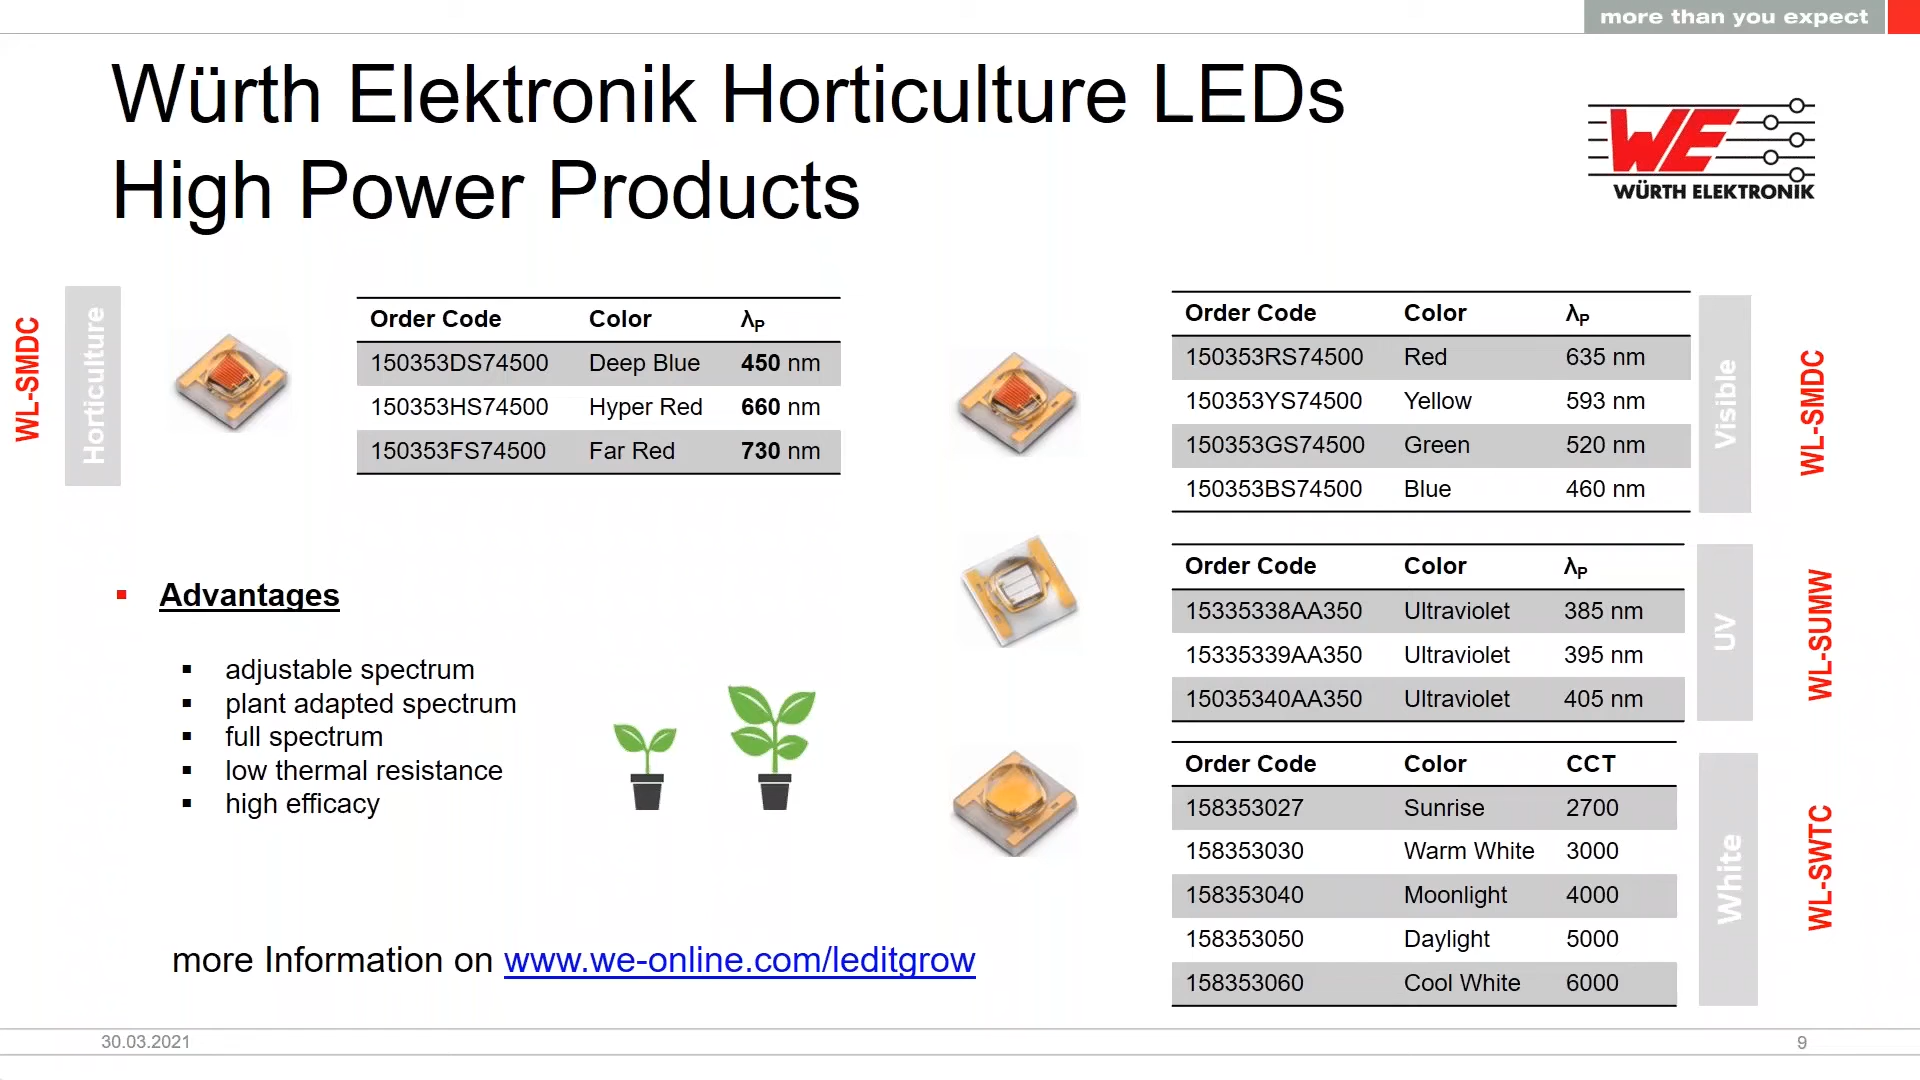 more than you expect
Würth Elektronik Horticulture LEDs
High Power Products
WE
WÜRTH ELEKTRONIK
WL-SMDC
Horticulture
Order Code Color λP
150353DS74500 Deep Blue 450 nm
150353HS74500 Hyper Red 660 nm
150353FS74500 Far Red 730 nm
Advantages
adjustable spectrum
plant adapted spectrum
full spectrum
low thermal resistance
high efficacy
more Information on www.we-online.com/leditgrow
Order Code Color λP
150353RS74500 Red 635 nm
150353YS74500 Yellow 593 nm
150353GS74500 Green 520 nm
150353BS74500 Blue 460 nm
Visible
WL-SMDC
Order Code Color λP
15335338AA350 Ultraviolet 385 nm
15335339AA350 Ultraviolet 395 nm
15035340AA350 Ultraviolet 405 nm
UV
WL-SUMW
Order Code Color CCT
158353027 Sunrise 2700
158353030 Warm White 3000
158353040 Moonlight 4000
158353050 Daylight 5000
158353060 Cool White 6000
White
WL-SWTC
30.03.2021
9